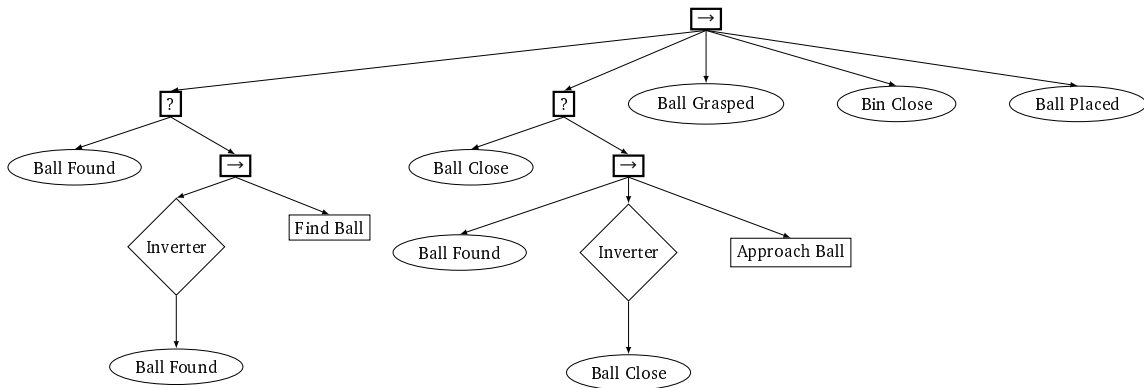 →
?
?
Ball Grasped
Bin Close
Ball Placed
Ball Found
→
Ball Close
→
Inverter
Find Ball
Ball Found
Inverter
Approach Ball
Ball Found
Ball Close